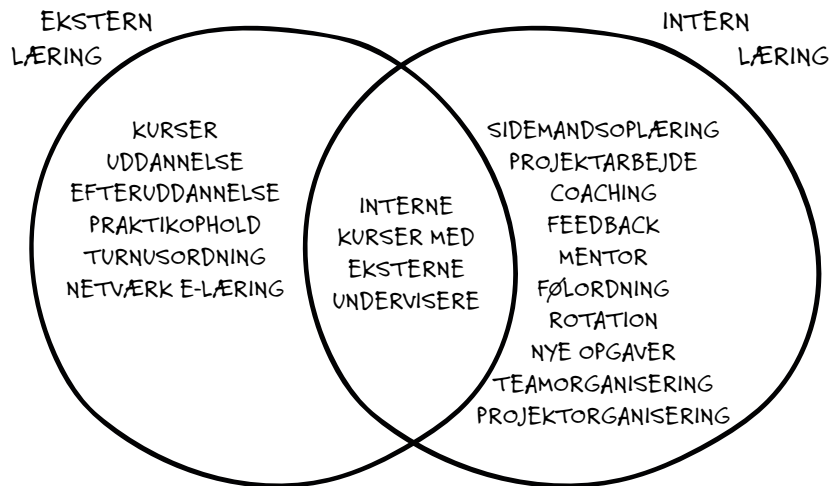 EKSTERN
LÆRING
INTERN
LÆRING
KURSER
UDDANNELSE
EFTERUDDANNELSE
PRAKTIKOPHOLD
TURNUSORDNING
NETVÆRK E-LÆRING
INTERNE
KURSER MED
EKSTERNE
UNDERVISERE
SIDEMANDSOPLÆRING
PROJEKTARBEJDE
COACHING
FEEDBACK
MENTOR
FØLORDNING
ROTATION
NYE OPGAVER
TEAMORGANISERING
PROJEKTORGANISERING